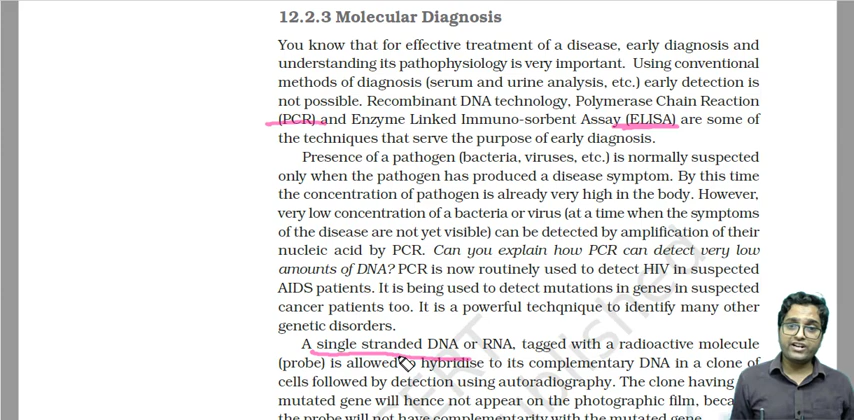 12.2.3 Molecular Diagnosis
You know that for effective treatment of a disease, early diagnosis and
understanding its pathophysiology is very important. Using conventional
methods of diagnosis (serum and urine analysis, etc.) early detection is
not possible. Recombinant DNA technology, Polymerase Chain Reaction
(PCR) and Enzyme Linked Immuno-sorbent Assay (ELISA) are some of
the techniques that serve the purpose of early diagnosis.
Presence of a pathogen (bacteria, viruses, etc.) is normally suspected
only when the pathogen has produced a disease symptom. By this time
the concentration of pathogen is already very high in the body. However,
very low concentration of a bacteria or virus (at a time when the symptoms
of the disease are not yet visible) can be detected by amplification of their
nucleic acid by PCR. Can you explain how PCR can detect very low
amounts of DNA? PCR is now routinely used to detect HIV in suspected
AIDS patients. It is being used to detect mutations in genes in suspected
cancer patients too. It is a powerful techqnique to identify many other
genetic disorders.
A single stranded DNA or RNA, tagged with a radioactive molecule
(probe) is allowed hybridise to its complementary DNA in a clone of
cells followed by detection using autoradiography. The clone having
mutated gene will hence not appear on the photographic film,
the probe will not have complementarity with the mutated gene.